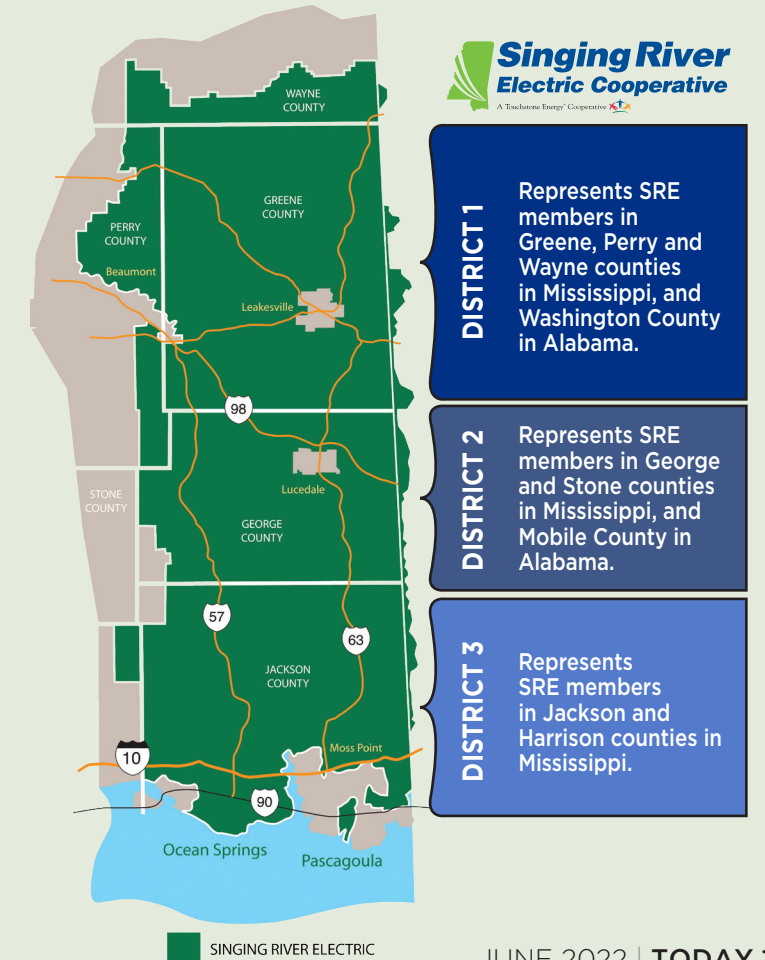 Singing River
Electric Cooperative
A Touchstone Energy® Cooperative
WAYNE
COUNTY
GREENE
COUNTY
PERRY
COUNTY
Beaumont
Leakesville
98
STONE
COUNTY
Lucedale
GEORGE
COUNTY
57
63
JACKSON
COUNTY
Moss Point
10
90
Ocean Springs
Pascagoula
DISTRICT 1
Represents SRE
members in
Greene, Perry and
Wayne counties
in Mississippi, and
Washington County
in Alabama.
DISTRICT 2
Represents SRE
members in George
and Stone counties
in Mississippi, and
Mobile County in
Alabama.
DISTRICT 3
Represents
SRE members
in Jackson and
Harrison counties in
Mississippi.
SINGING RIVER ELECTRIC
JUNE 2022 | TODAY